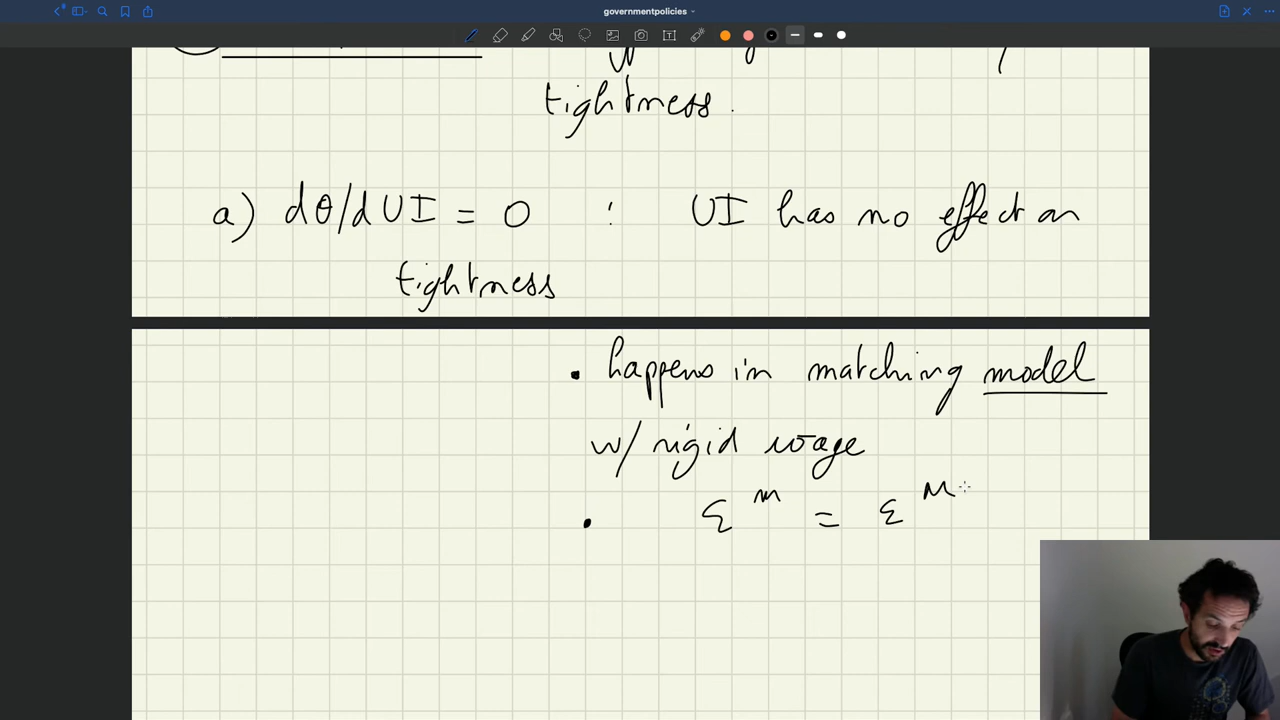 governmentpolicies
tightness.
a) dθ/dUI = 0 : UI has no effect on
tightness
• happens in matching model
w/ rigid wage
• ε^m = ε^M